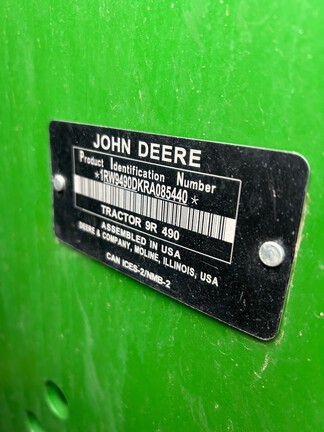 JOHN DEERE
Product Identification Number
*1RW9490DKRA085440*
TRACTOR 9R 490
ASSEMBLED IN USA
DEERE & COMPANY, MOLINE, ILLINOIS, USA
CAN ICES-2/NMB-2